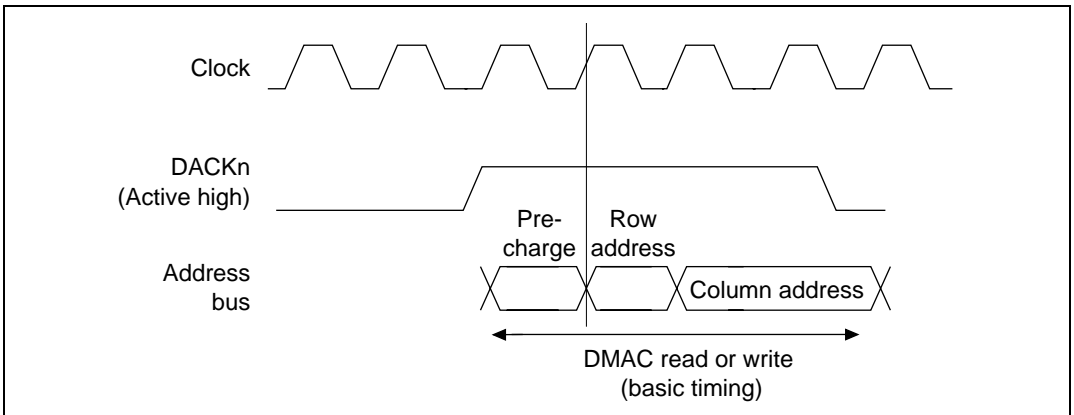 Clock
DACKn
(Active high)
Pre-
charge
Row
address
Address
bus
Column address
DMAC read or write
(basic timing)